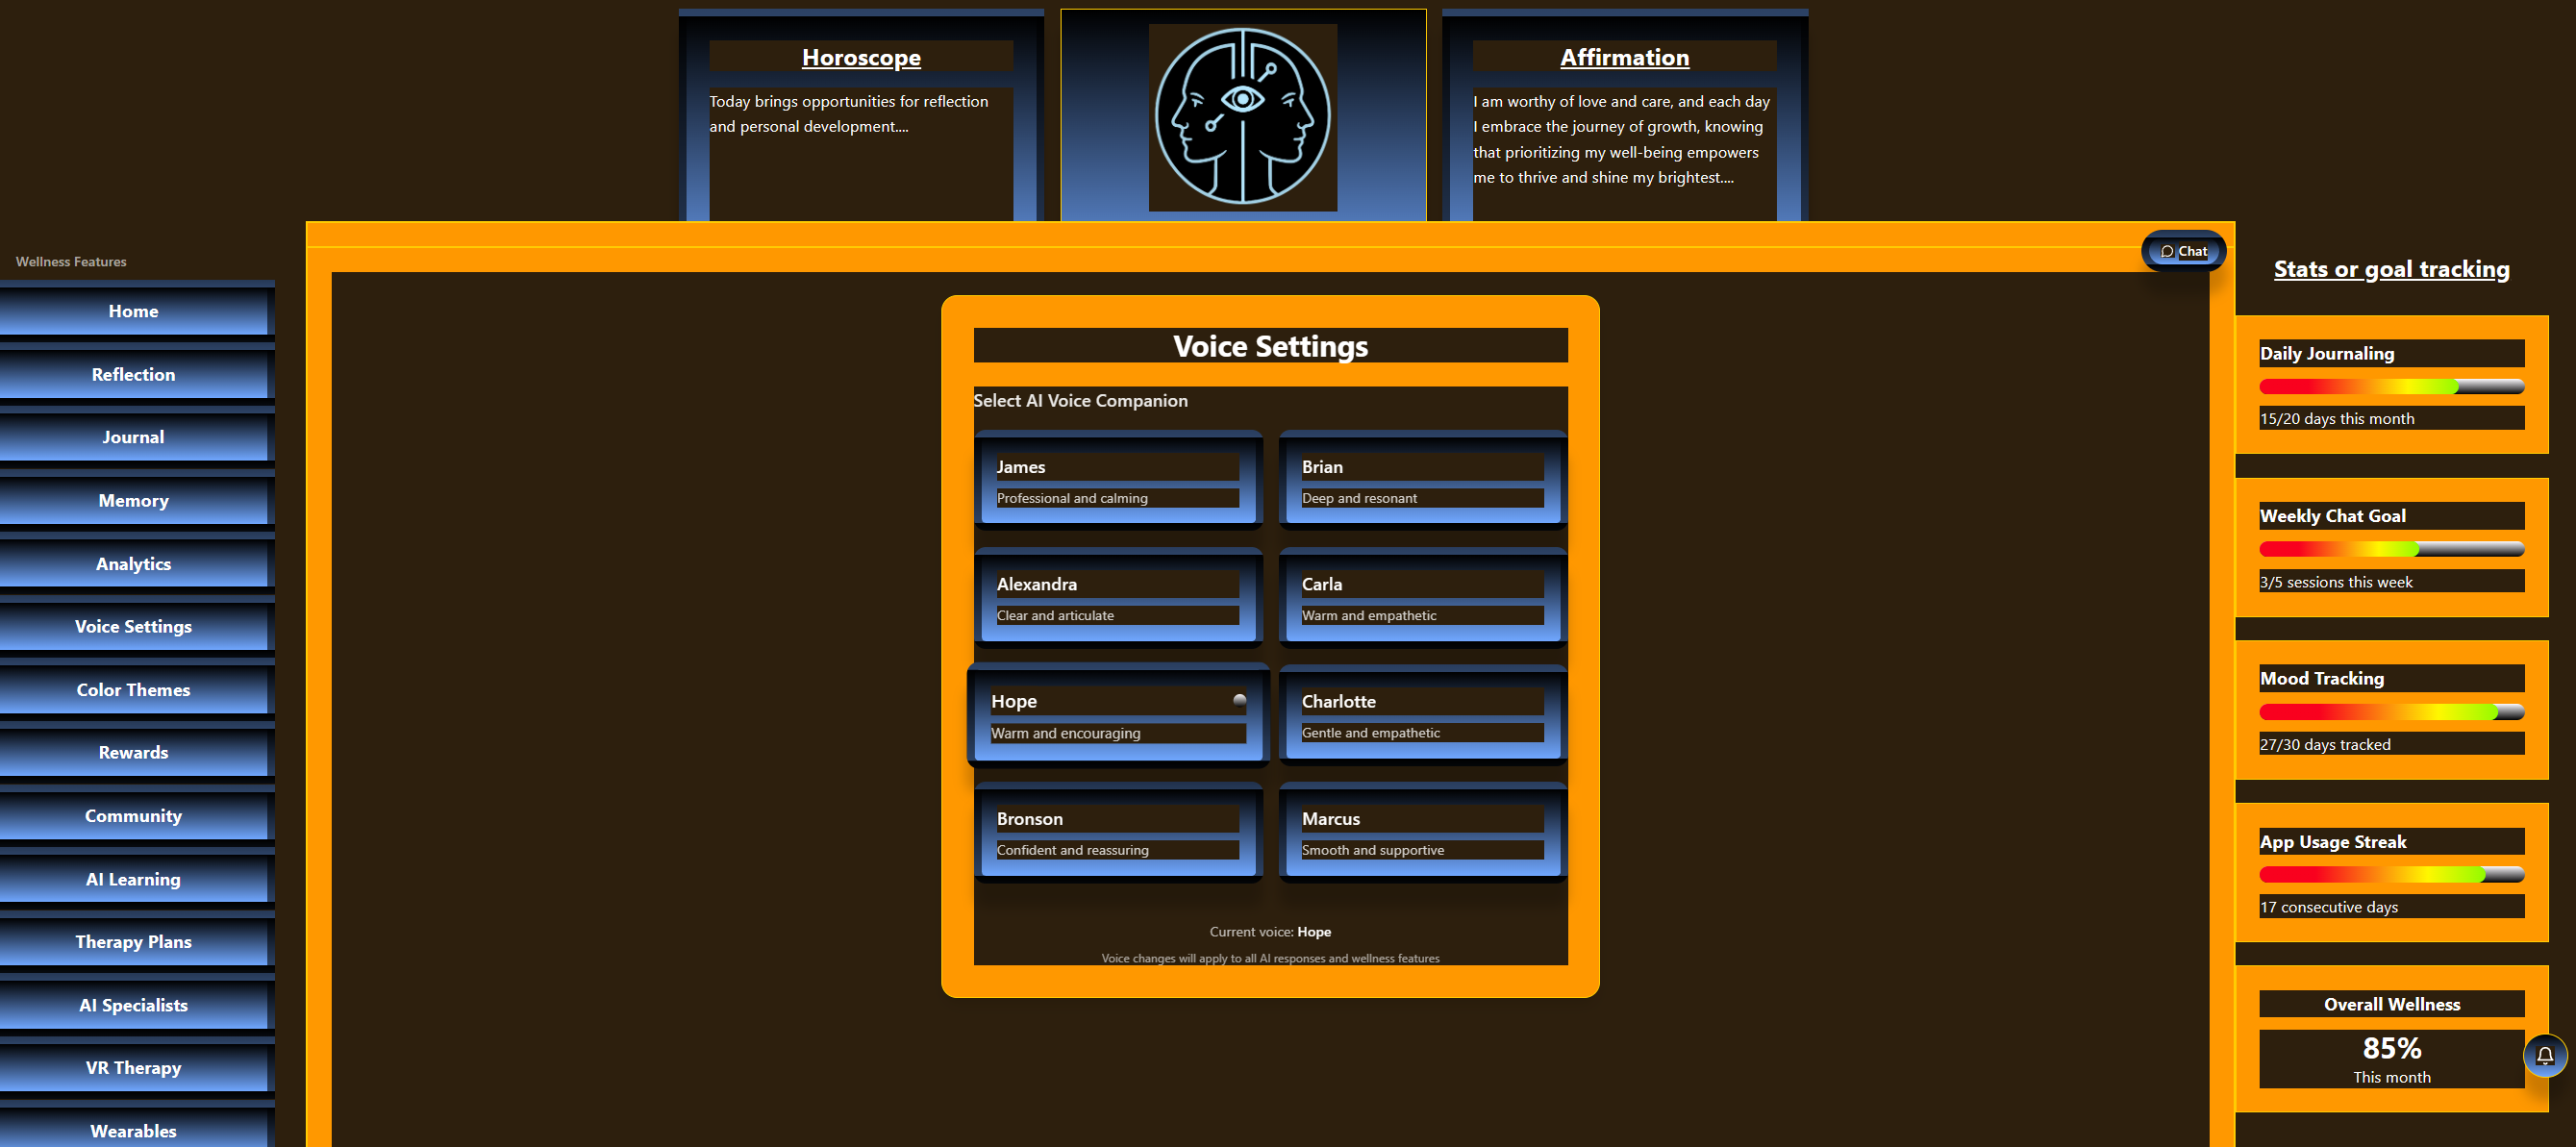 Horoscope
Today brings opportunities for reflection
and personal development....
Affirmation
I am worthy of love and care, and each day
I embrace the journey of growth, knowing
that prioritizing my well-being empowers
me to thrive and shine my brightest....
Chat
Wellness Features
Home
Reflection
Journal
Memory
Analytics
Voice Settings
Color Themes
Rewards
Community
AI Learning
Therapy Plans
AI Specialists
VR Therapy
Wearables
Voice Settings
Select AI Voice Companion
James
Professional and calming
Brian
Deep and resonant
Alexandra
Clear and articulate
Carla
Warm and empathetic
Hope
Warm and encouraging
Charlotte
Gentle and empathetic
Bronson
Confident and reassuring
Marcus
Smooth and supportive
Current voice: Hope
Voice changes will apply to all AI responses and wellness features
Stats or goal tracking
Daily Journaling
15/20 days this month
Weekly Chat Goal
3/5 sessions this week
Mood Tracking
27/30 days tracked
App Usage Streak
17 consecutive days
Overall Wellness
85%
This month